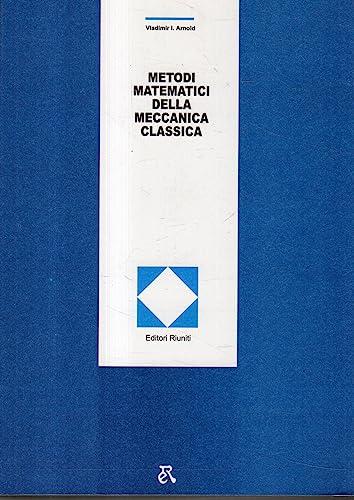 Vladimir I. Arnold
METODI
MATEMATICI
DELLA
MECCANICA
CLASSICA
Editori Riuniti